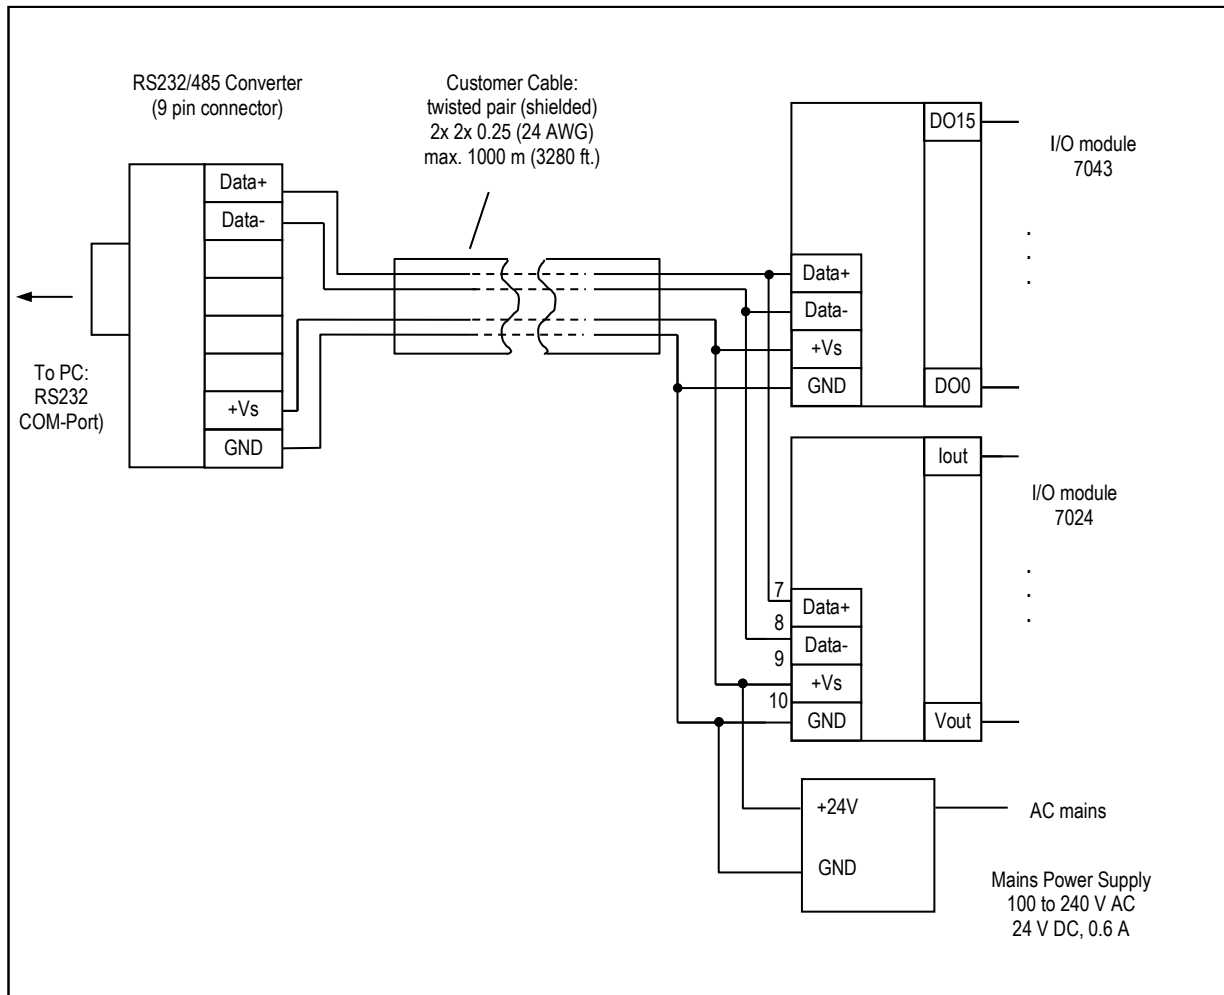 RS232/485 Converter
(9 pin connector)
Customer Cable:
twisted pair (shielded)
2x 2x 0.25 (24 AWG)
max. 1000 m (3280 ft.)
Data+
Data-
+Vs
GND
To PC:
RS232
COM-Port)
DO15
I/O module
7043
.
.
.
Data+
Data-
+Vs
GND
DO0
Iout
I/O module
7024
.
.
.
7
Data+
8
Data-
9
+Vs
10
GND
Vout
+24V
AC mains
GND
Mains Power Supply
100 to 240 V AC
24 V DC, 0.6 A